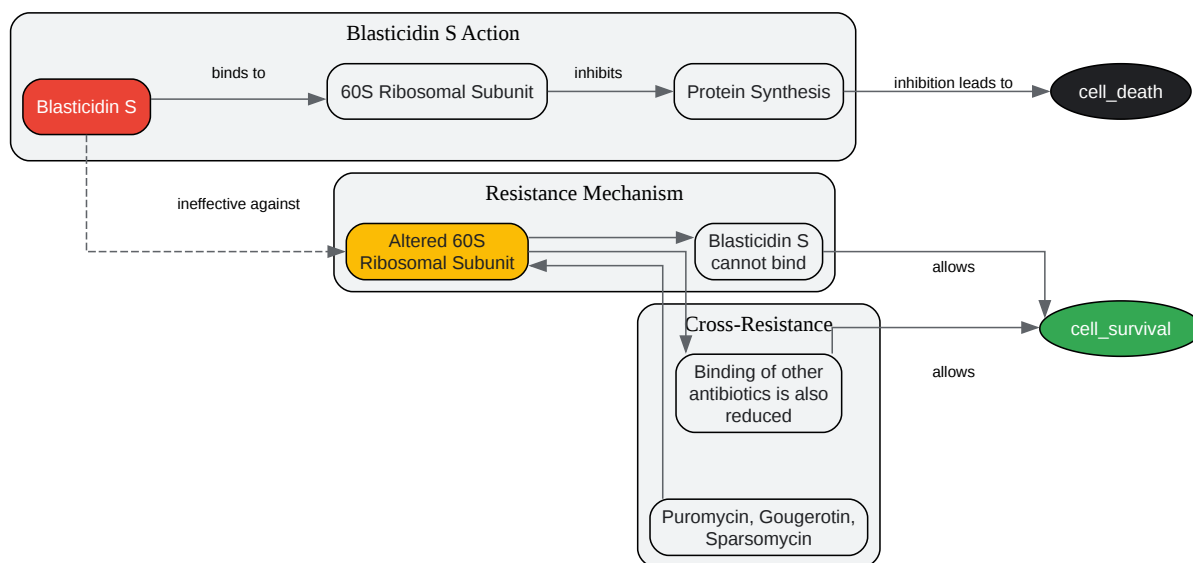 Blasticidin S Action
binds to
inhibits
inhibition leads to
Blasticidin S
60S Ribosomal Subunit
Protein Synthesis
cell_death
Resistance Mechanism
ineffective against
Altered 60S
Ribosomal Subunit
Blasticidin S
cannot bind
allows
Cross-Resistance
cell_survival
Binding of other
antibiotics is also
reduced
allows
Puromycin, Gougerotin,
Sparsomycin